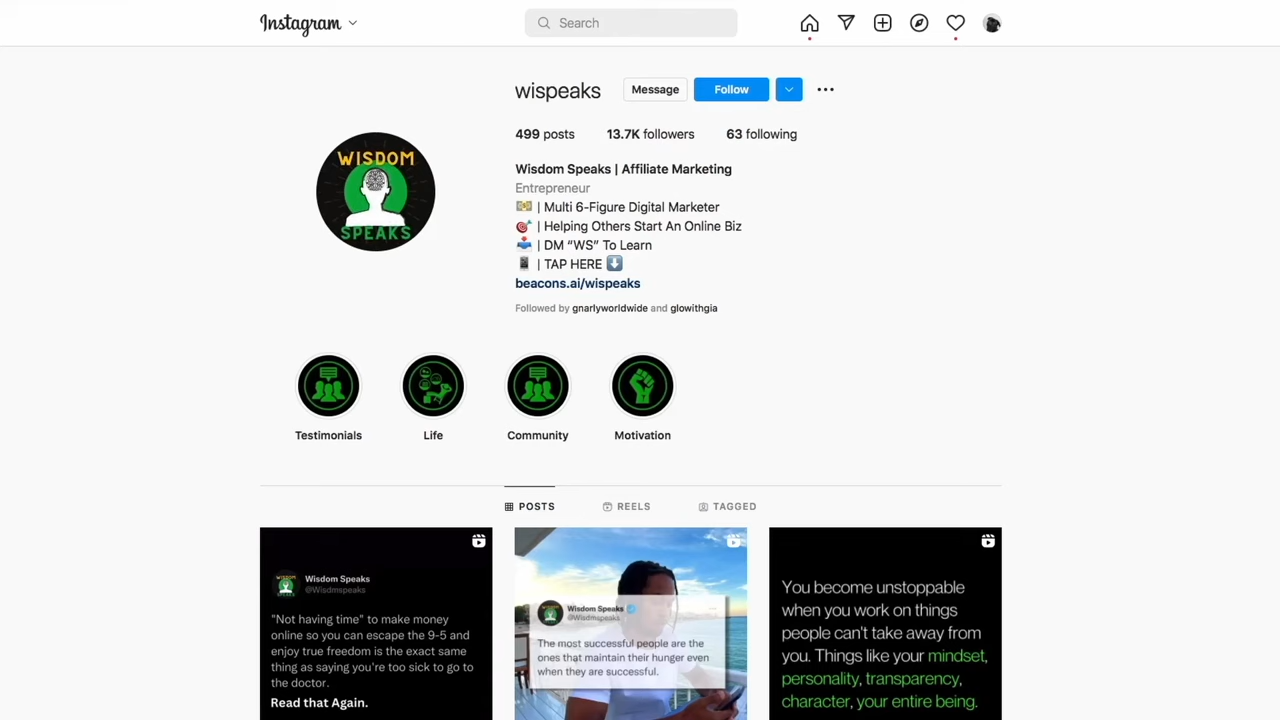 Instagram
Search
wispeaks
Message
Follow
499 posts
13.7K followers
63 following
Wisdom Speaks | Affiliate Marketing
Entrepreneur
| Multi 6-Figure Digital Marketer
| Helping Others Start An Online Biz
| DM “WS” To Learn
| TAP HERE
beacons.ai/wispeaks
Followed by gnarlyworldwide and glowithgia
WISDOM
SPEAKS
Testimonials
Life
Community
Motivation
POSTS
REELS
TAGGED
Wisdom Speaks
@Wisdmspeaks
"Not having time" to make money
online so you can escape the 9-5 and
enjoy true freedom is the exact same
thing as saying you're too sick to go to
the doctor.
Read that Again.
Wisdom Speaks
@Wisdmspeaks
The most successful people are the
ones that maintain their hunger even
when they are successful.
You become unstoppable
when you work on things
people can't take away from
you. Things like your mindset,
personality, transparency,
character, your entire being.